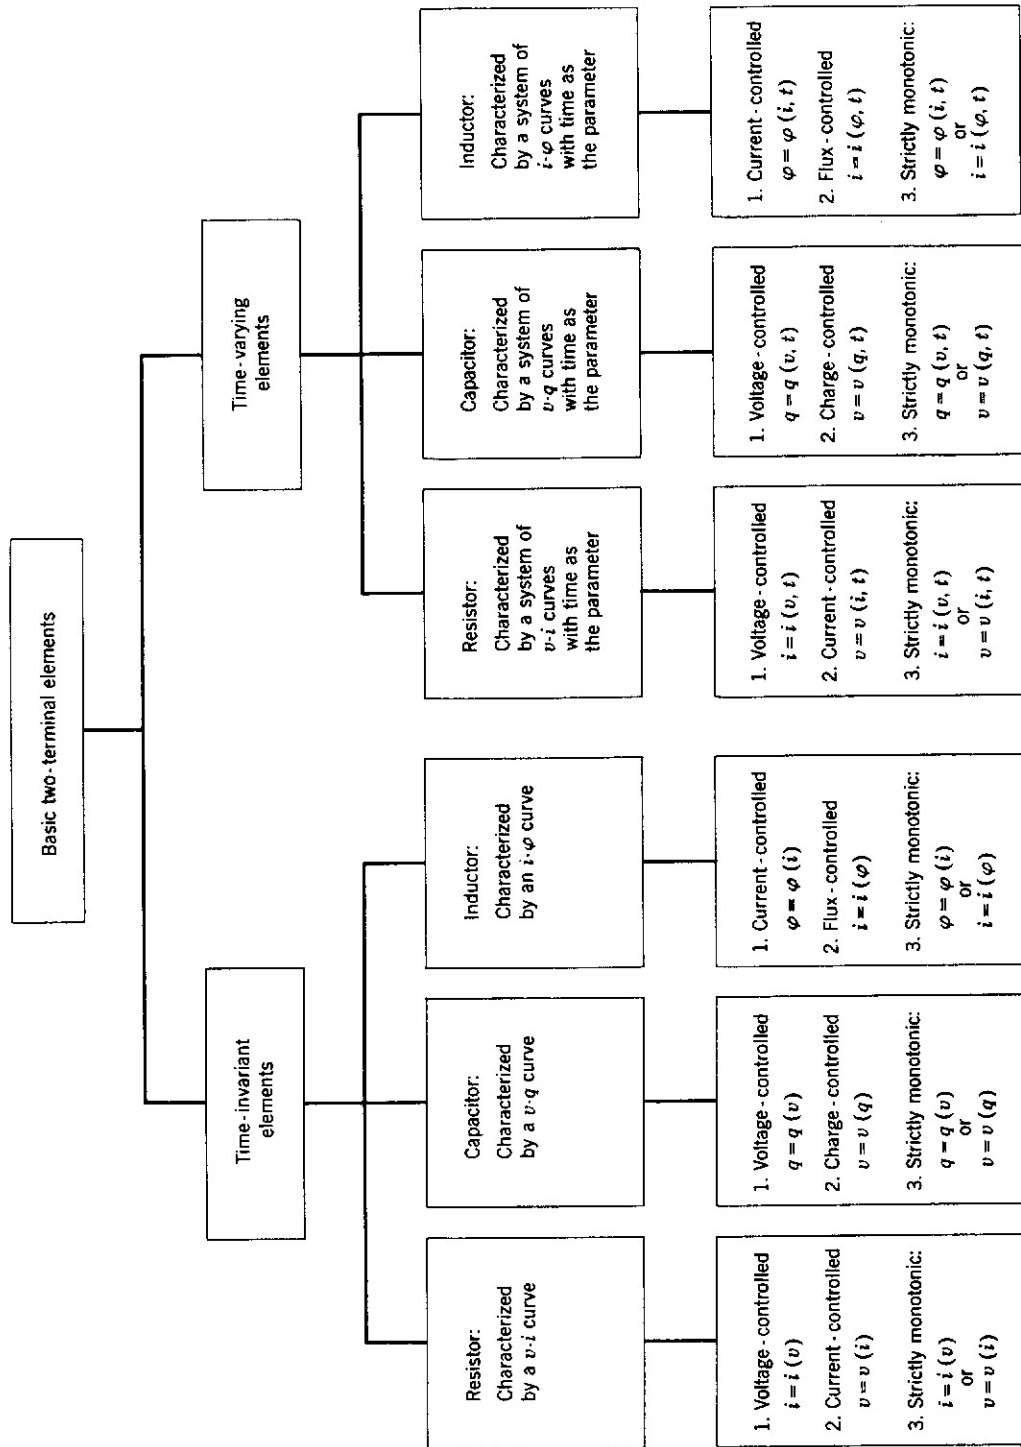 Basic two-terminal elements
Time-invariant
elements
Time-varying
elements
Resistor:
Characterized
by a v-i curve
Capacitor:
Characterized
by a v-q curve
Inductor:
Characterized
by an i-φ curve
Resistor:
Characterized
by a system of
v-i curves
with time as
the parameter
Capacitor:
Characterized
by a system of
v-q curves
with time as
the parameter
Inductor:
Characterized
by a system of
i-φ curves
with time as
the parameter
1. Voltage-controlled
i = i (v)
2. Current-controlled
v = v (i)
3. Strictly monotonic:
i = i (v)
or
v = v (i)
1. Voltage-controlled
q = q (v)
2. Charge-controlled
v = v (q)
3. Strictly monotonic:
q = q (v)
or
v = v (q)
1. Current-controlled
φ = φ (i)
2. Flux-controlled
i = i (φ)
3. Strictly monotonic:
φ = φ (i)
or
i = i (φ)
1. Voltage-controlled
i = i (v, t)
2. Current-controlled
v = v (i, t)
3. Strictly monotonic:
i = i (v, t)
or
v = v (i, t)
1. Voltage-controlled
q = q (v, t)
2. Charge-controlled
v = v (q, t)
3. Strictly monotonic:
q = q (v, t)
or
v = v (q, t)
1. Current-controlled
φ = φ (i, t)
2. Flux-controlled
i = i (φ, t)
3. Strictly monotonic:
φ = φ (i, t)
or
i = i (φ, t)